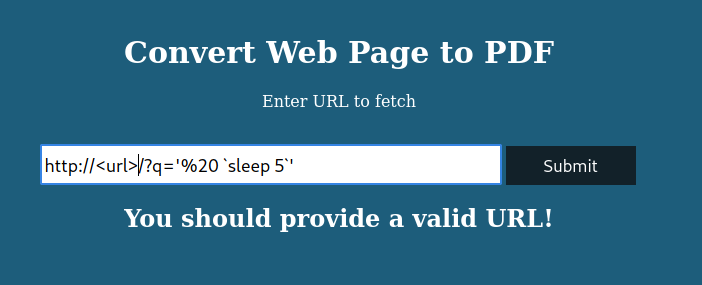 Convert Web Page to PDF
Enter URL to fetch
http://<url>/?q='%20 `sleep 5`'
Submit
You should provide a valid URL!